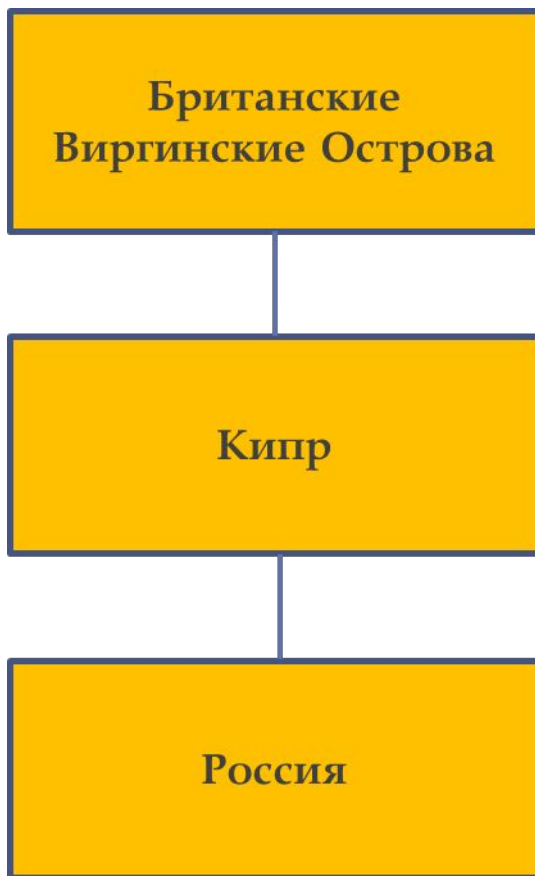 Британские
Виргинские Острова
Кипр
Россия